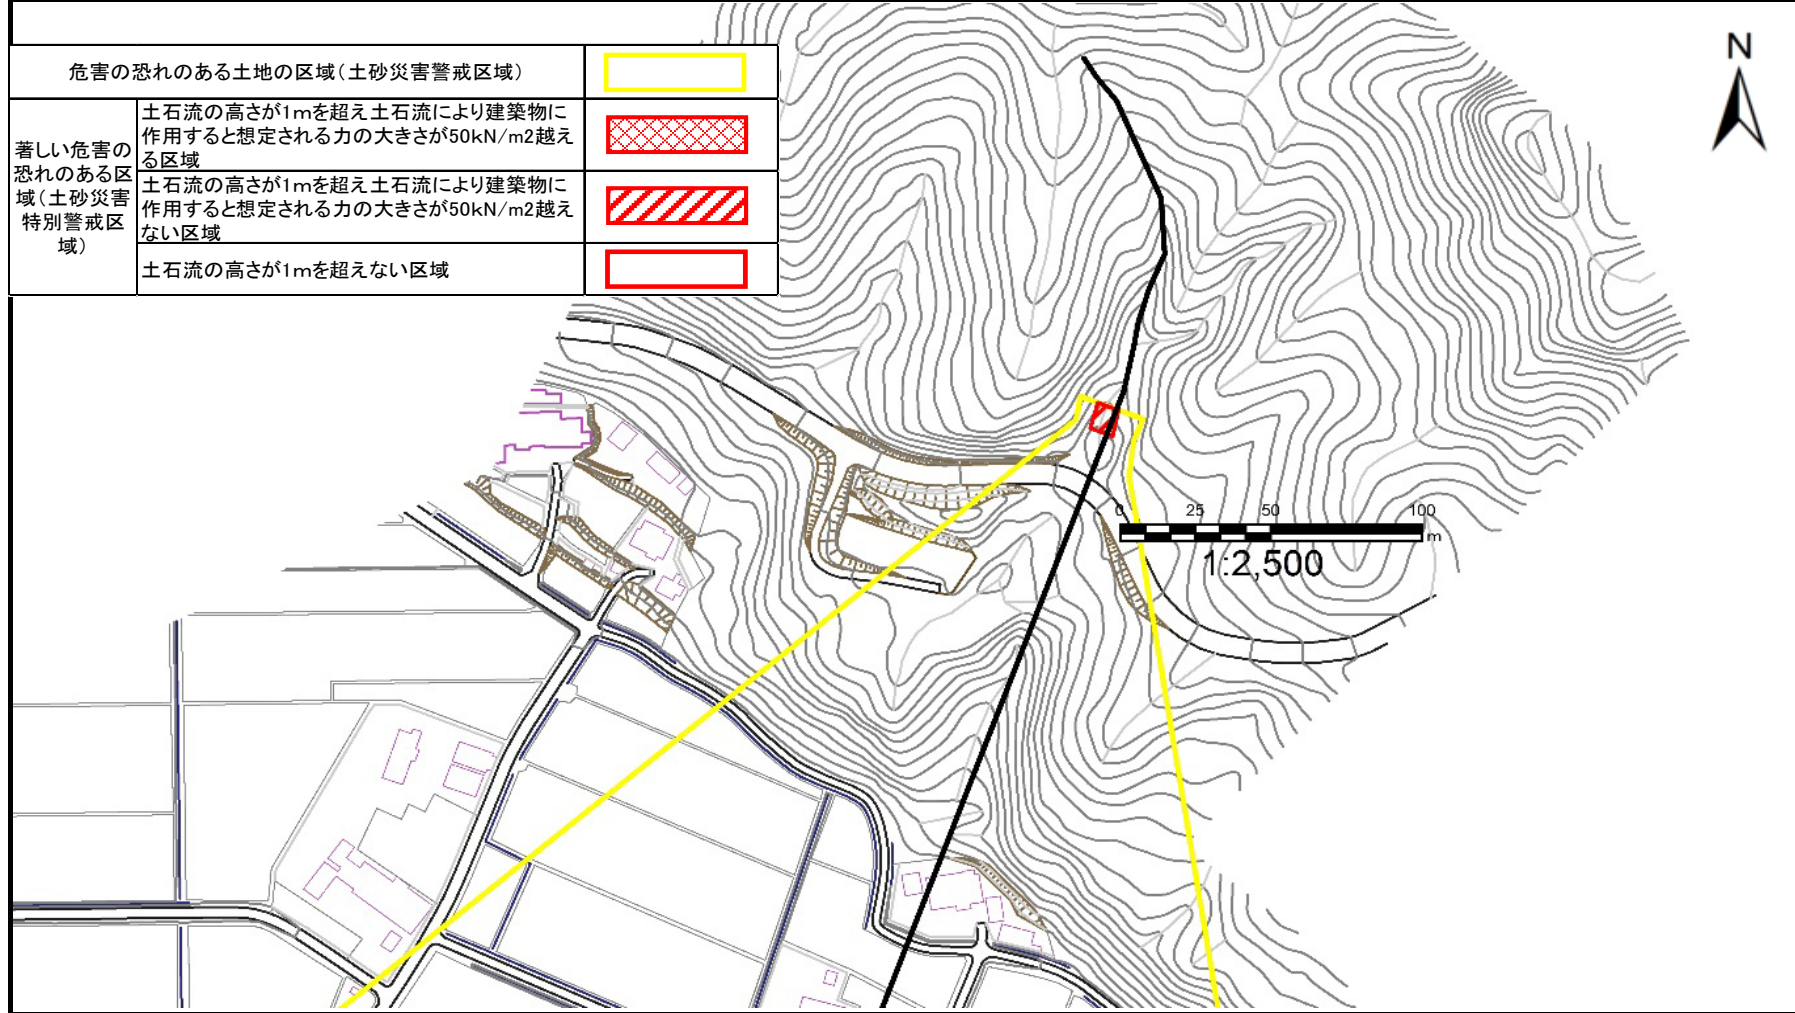 危害の恐れのある土地の区域(土砂災害警戒区域)
著しい危害の
恐れのある区
域(土砂災害
特別警戒区
域)
土石流の高さが1mを超え土石流により建築物に
作用すると想定される力の大きさが50kN/m2越え
る区域
土石流の高さが1mを超え土石流により建築物に
作用すると想定される力の大きさが50kN/m2越え
ない区域
土石流の高さが1mを超えない区域
N
0 25 50 100
m
1:2,500